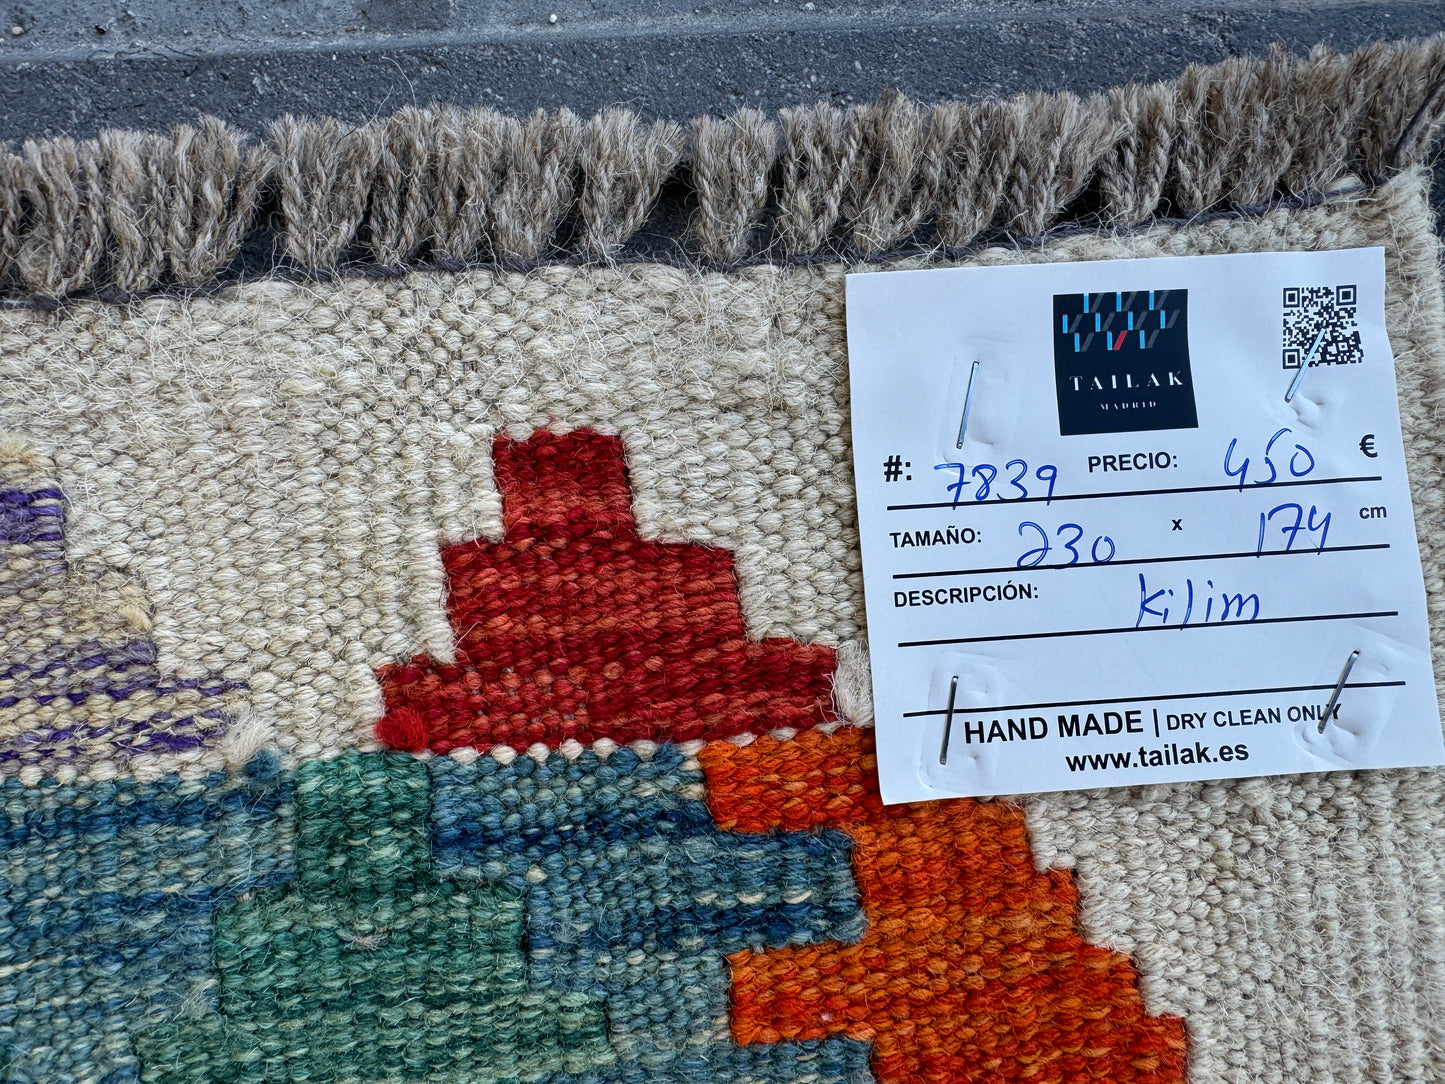 TAILAK
MADRID
#: 7839 PRECIO: 450 €
TAMAÑO: 230 x 174 cm
DESCRIPCIÓN: Kilim
HAND MADE | DRY CLEAN ONLY
www.tailak.es